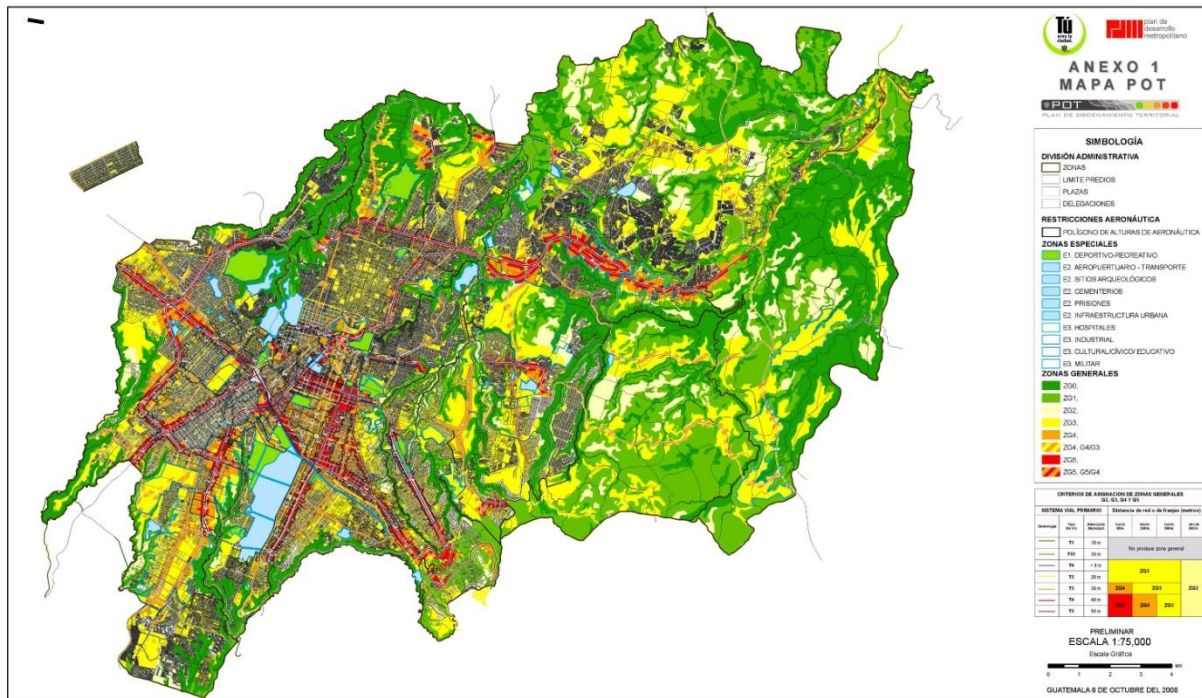 Tú
eres la
ciudad.
plan de
desarrollo
metropolitano
ANEXO 1
MAPA POT
POT
PLAN DE ORDENAMIENTO TERRITORIAL
SIMBOLOGÍA
DIVISIÓN ADMINISTRATIVA
ZONAS
LIMITE PREDIOS
PLAZAS
DELEGACIONES
RESTRICCIONES AERONÁUTICA
POLÍGONO DE ALTURAS DE AERONÁUTICA
ZONAS ESPECIALES
E1. DEPORTIVO-RECREATIVO
E2. AEROPUERTUARIO - TRANSPORTE
E2. SITIOS ARQUEOLÓGICOS
E2. CEMENTERIOS
E2. PRISIONES
E2. INFRAESTRUCTURA URBANA
E3. HOSPITALES
E3. INDUSTRIAL
E3. CULTURAL/CÍVICO/EDUCATIVO
E3. MILITAR
ZONAS GENERALES
ZG0,
ZG1,
ZG2,
ZG3,
ZG4,
ZG4, G4/G3
ZG5,
ZG5, G5/G4
CRITERIOS DE ASIGNACION DE ZONAS GENERALES
G2, G3, G4 Y G5
SISTEMA VIAL PRIMARIO Distancia de red o de franjas (metros)
No produce zona general
ZG3
ZG4 ZG3 ZG2
ZG4 ZG3
PRELIMINAR
ESCALA 1:75,000
Escala Gráfica
0 1 2 3 4 km
GUATEMALA 6 DE OCTUBRE DEL 2008